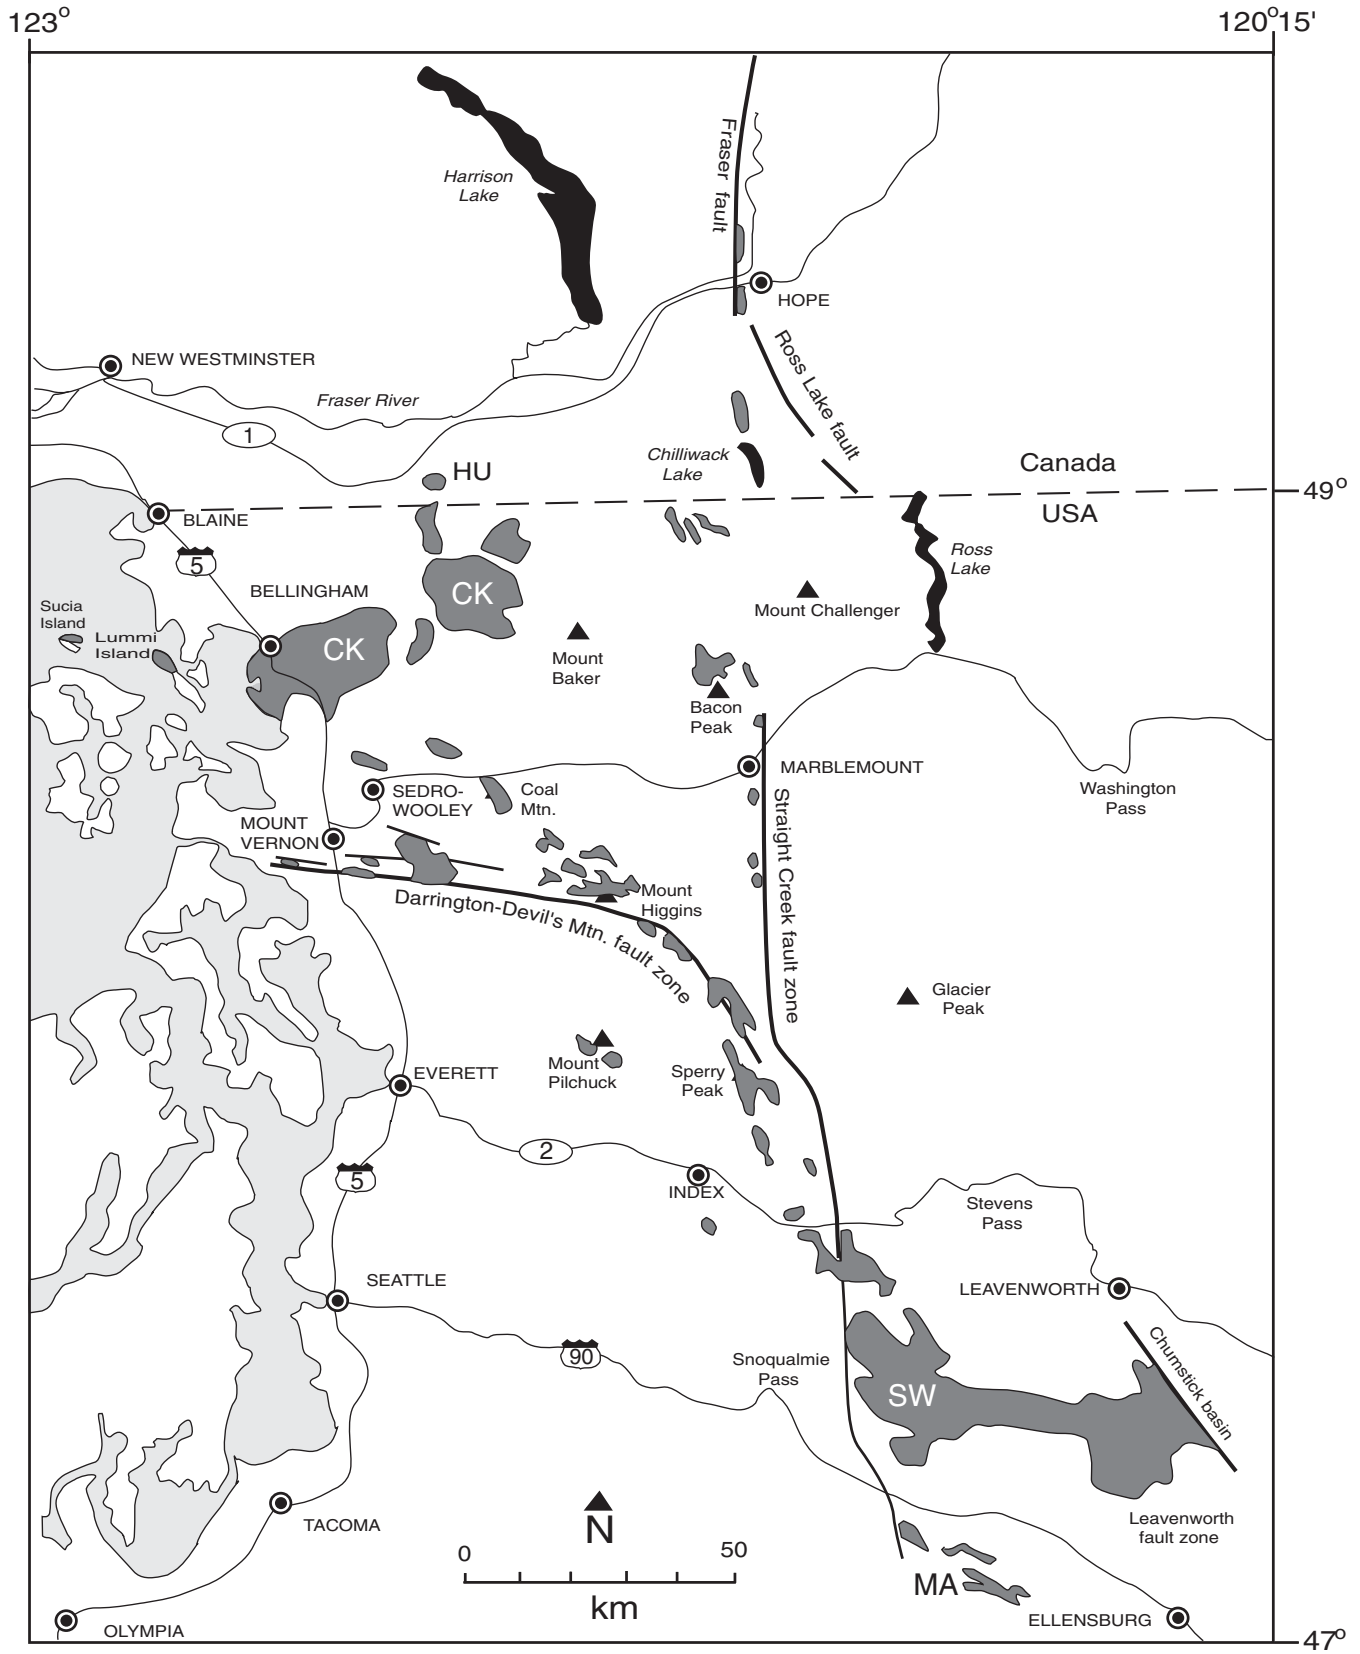 123°
120°15'
Fraser fault
Harrison
Lake
HOPE
NEW WESTMINSTER
Ross Lake fault
Fraser River
1
HU
Chilliwack
Lake
Canada
49°
USA
BLAINE
5
Ross
Lake
BELLINGHAM
CK
Mount Challenger
Sucia
Island
Lummi
Island
CK
Mount
Baker
Bacon
Peak
MARBLEMOUNT
Washington
Pass
SEDRO-
WOOLEY
Coal
Mtn.
MOUNT
VERNON
Straight Creek fault zone
Mount
Higgins
Darrington-Devil's Mtn. fault zone
Glacier
Peak
Mount
Pilchuck
Sperry
Peak
EVERETT
2
5
INDEX
Stevens
Pass
SEATTLE
LEAVENWORTH
90
Snoqualmie
Pass
Chumstick basin
SW
Leavenworth
fault zone
TACOMA
N
0
50
km
MA
ELLENSBURG
OLYMPIA
47°